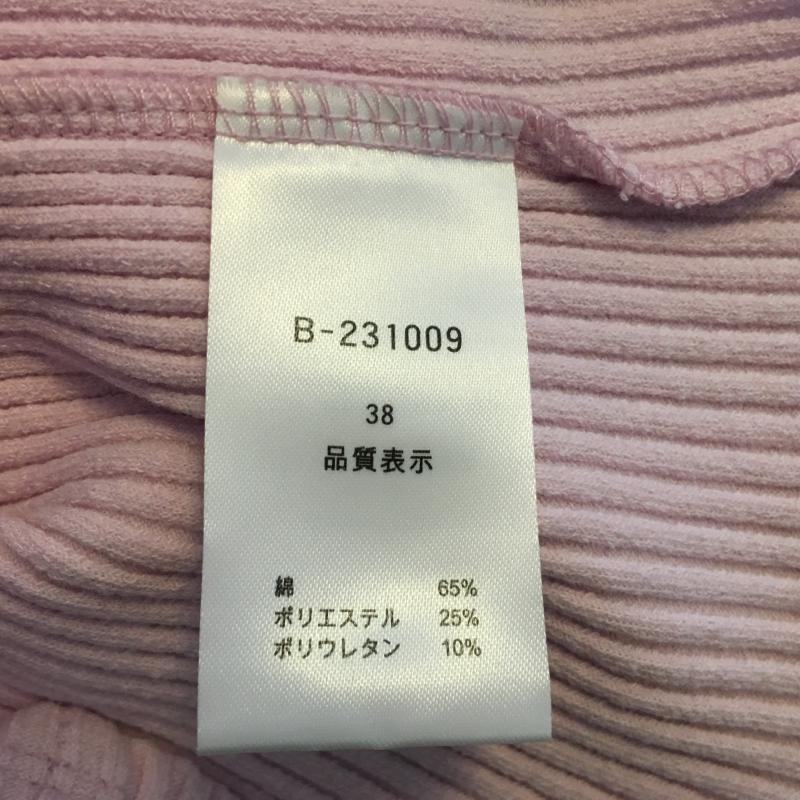 B-231009
38
品質表示
綿 65%
ポリエステル 25%
ポリウレタン 10%